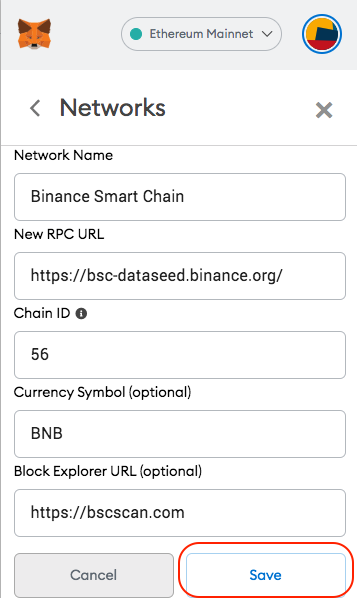 Ethereum Mainnet
Networks
Network Name
Binance Smart Chain
New RPC URL
https://bsc-dataseed.binance.org/
Chain ID
56
Currency Symbol (optional)
BNB
Block Explorer URL (optional)
https://bscscan.com
Cancel Save